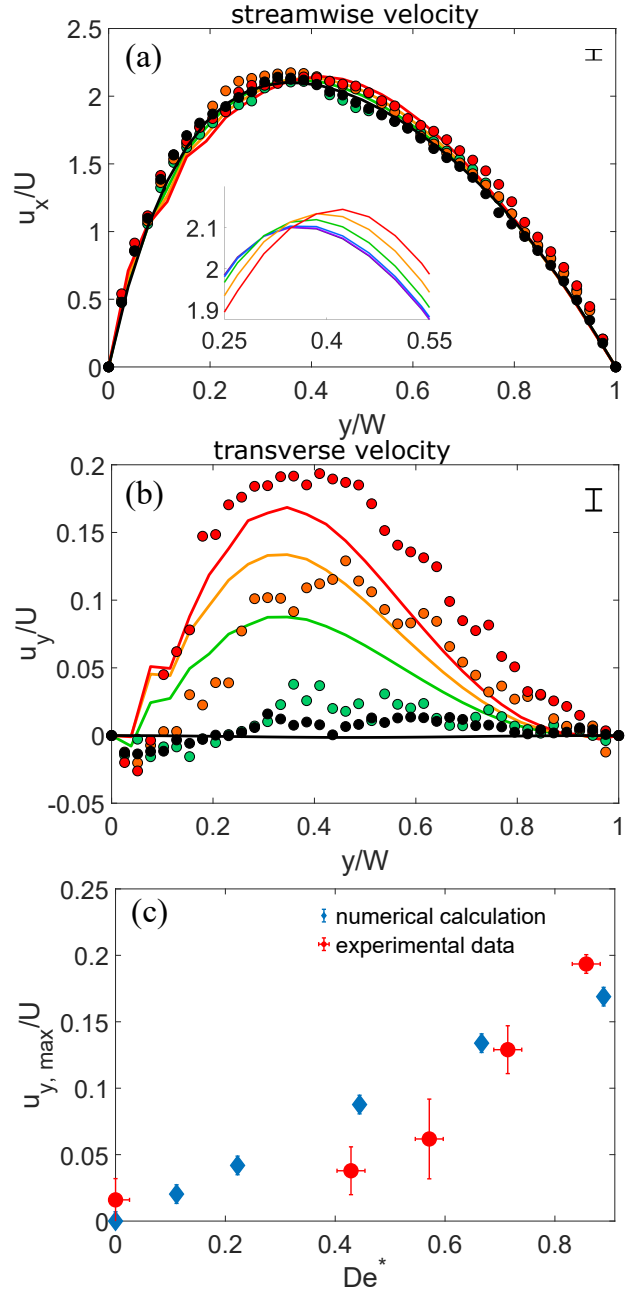 streamwise velocity
(a)
2.5
2
1.5
1
0.5
0
u_x/U
2.1
2
1.9
0.25 0.4 0.55
0 0.2 0.4 0.6 0.8 1
y/W
transverse velocity
(b)
0.2
0.15
0.1
0.05
0
-0.05
u_y/U
0 0.2 0.4 0.6 0.8 1
y/W
(c)
0.25
0.2
0.15
0.1
0.05
0
u_y, max/U
numerical calculation
experimental data
0 0.2 0.4 0.6 0.8
De*